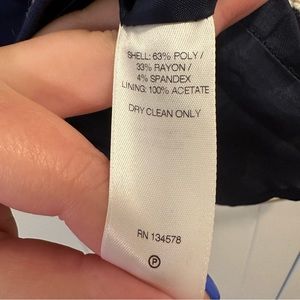 SHELL: 63% POLY /
33% RAYON /
4% SPANDEX
LINING: 100% ACETATE
DRY CLEAN ONLY
RN 134578
P